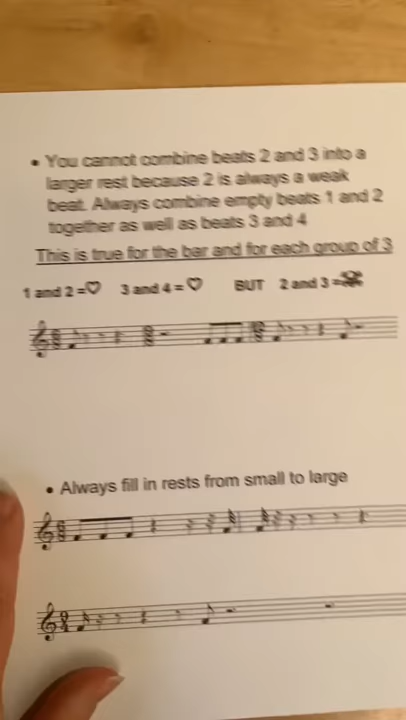 • You cannot combine beats 2 and 3 into a
larger rest because 2 is always a weak
beat. Always combine empty beats 1 and 2
together as well as beats 3 and 4
This is true for the bar and for each group of 3
1 and 2 =♡ 3 and 4 = ♡ BUT 2 and 3 =☠
• Always fill in rests from small to large